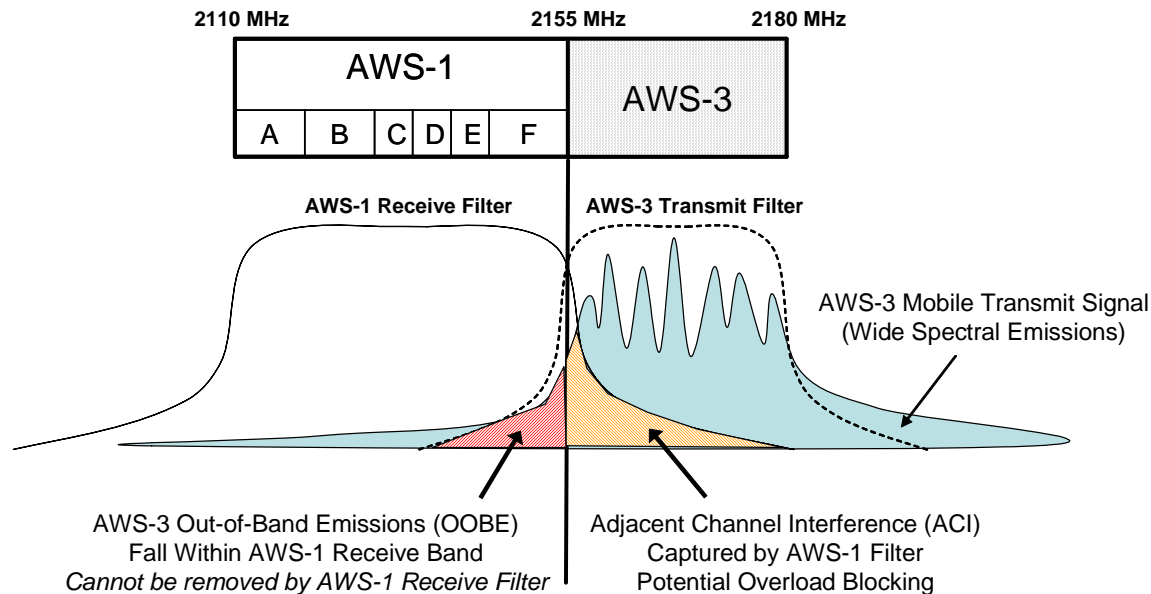 2110 MHz 2155 MHz 2180 MHz
AWS-1
AWS-3
A B C D E F
AWS-1 Receive Filter
AWS-3 Transmit Filter
AWS-3 Mobile Transmit Signal
(Wide Spectral Emissions)
AWS-3 Out-of-Band Emissions (OOBE)
Fall Within AWS-1 Receive Band
Cannot be removed by AWS-1 Receive Filter
Adjacent Channel Interference (ACI)
Captured by AWS-1 Filter
Potential Overload Blocking